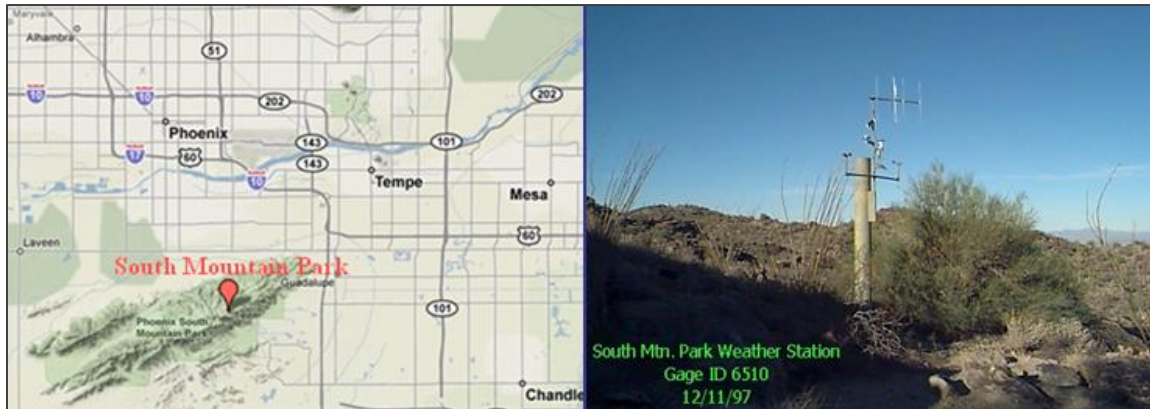 Maryvale
Alhambra
51
10
10
202
202
Phoenix
143
101
17
60
143
10
Tempe
Mesa
60
Laveen
South Mountain Park
Guadalupe
101
Phoenix South
Mountain Park
Chandle
South Mtn. Park Weather Station
Gage ID 6510
12/11/97